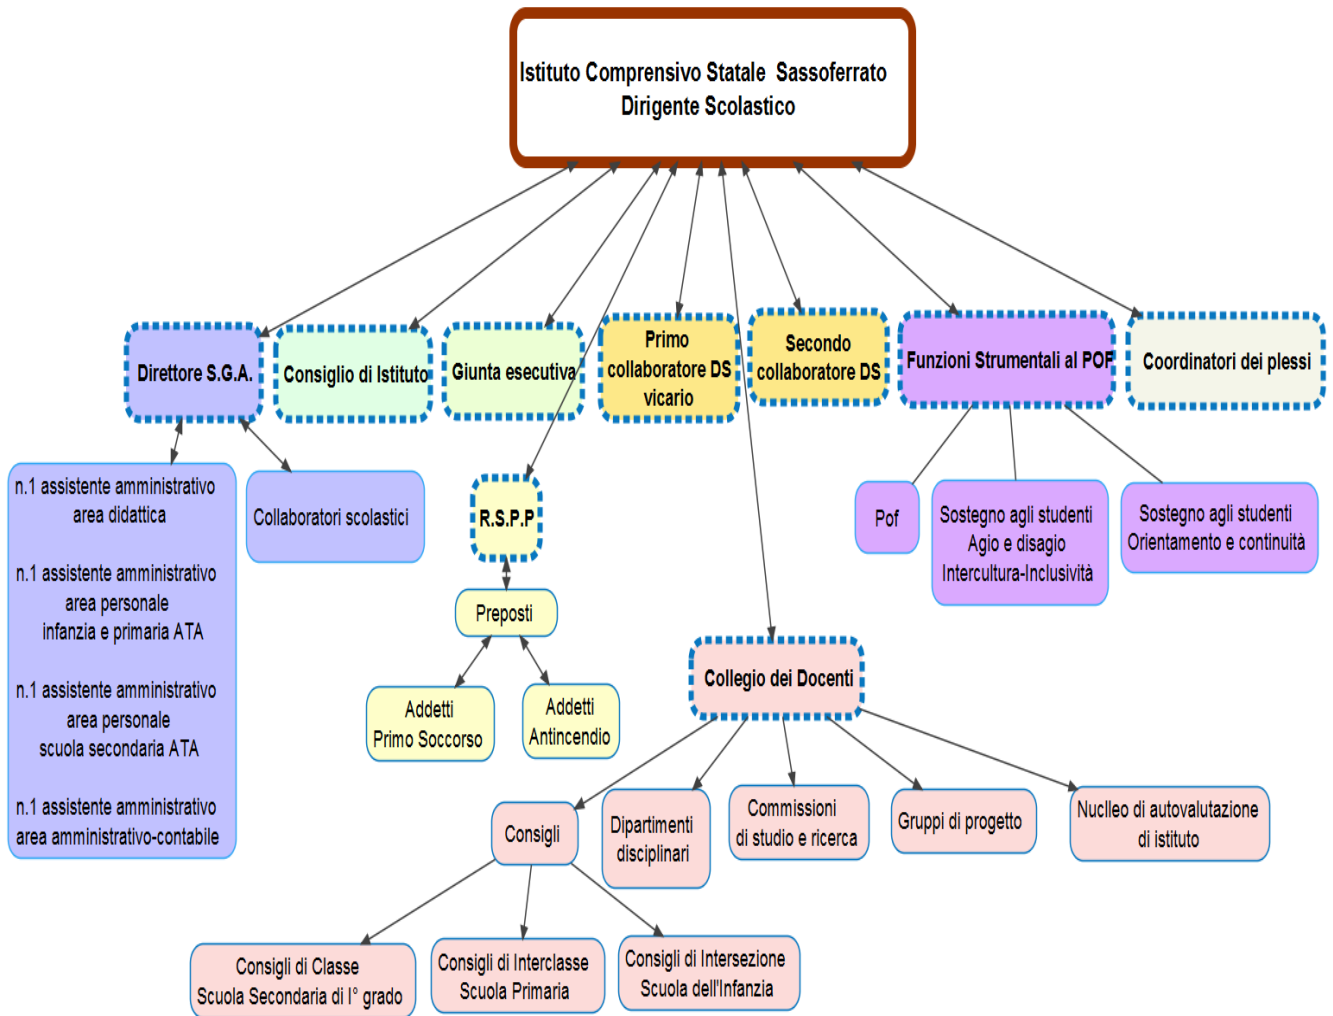 Istituto Comprensivo Statale Sassoferrato
Dirigente Scolastico
Direttore S.G.A.
Consiglio di Istituto
Giunta esecutiva
Primo
collaboratore DS
vicario
Secondo
collaboratore DS
Funzioni Strumentali al POF
Coordinatori dei plessi
n.1 assistente amministrativo
area didattica
n.1 assistente amministrativo
area personale
infanzia e primaria ATA
n.1 assistente amministrativo
area personale
scuola secondaria ATA
n.1 assistente amministrativo
area amministrativo-contabile
Collaboratori scolastici
R.S.P.P
Preposti
Addetti
Primo Soccorso
Addetti
Antincendio
Pof
Sostegno agli studenti
Agio e disagio
Intercultura-Inclusività
Sostegno agli studenti
Orientamento e continuità
Collegio dei Docenti
Consigli
Dipartimenti
disciplinari
Commissioni
di studio e ricerca
Gruppi di progetto
Nuclleo di autovalutazione
di istituto
Consigli di Classe
Scuola Secondaria di I° grado
Consigli di Interclasse
Scuola Primaria
Consigli di Intersezione
Scuola dell'Infanzia